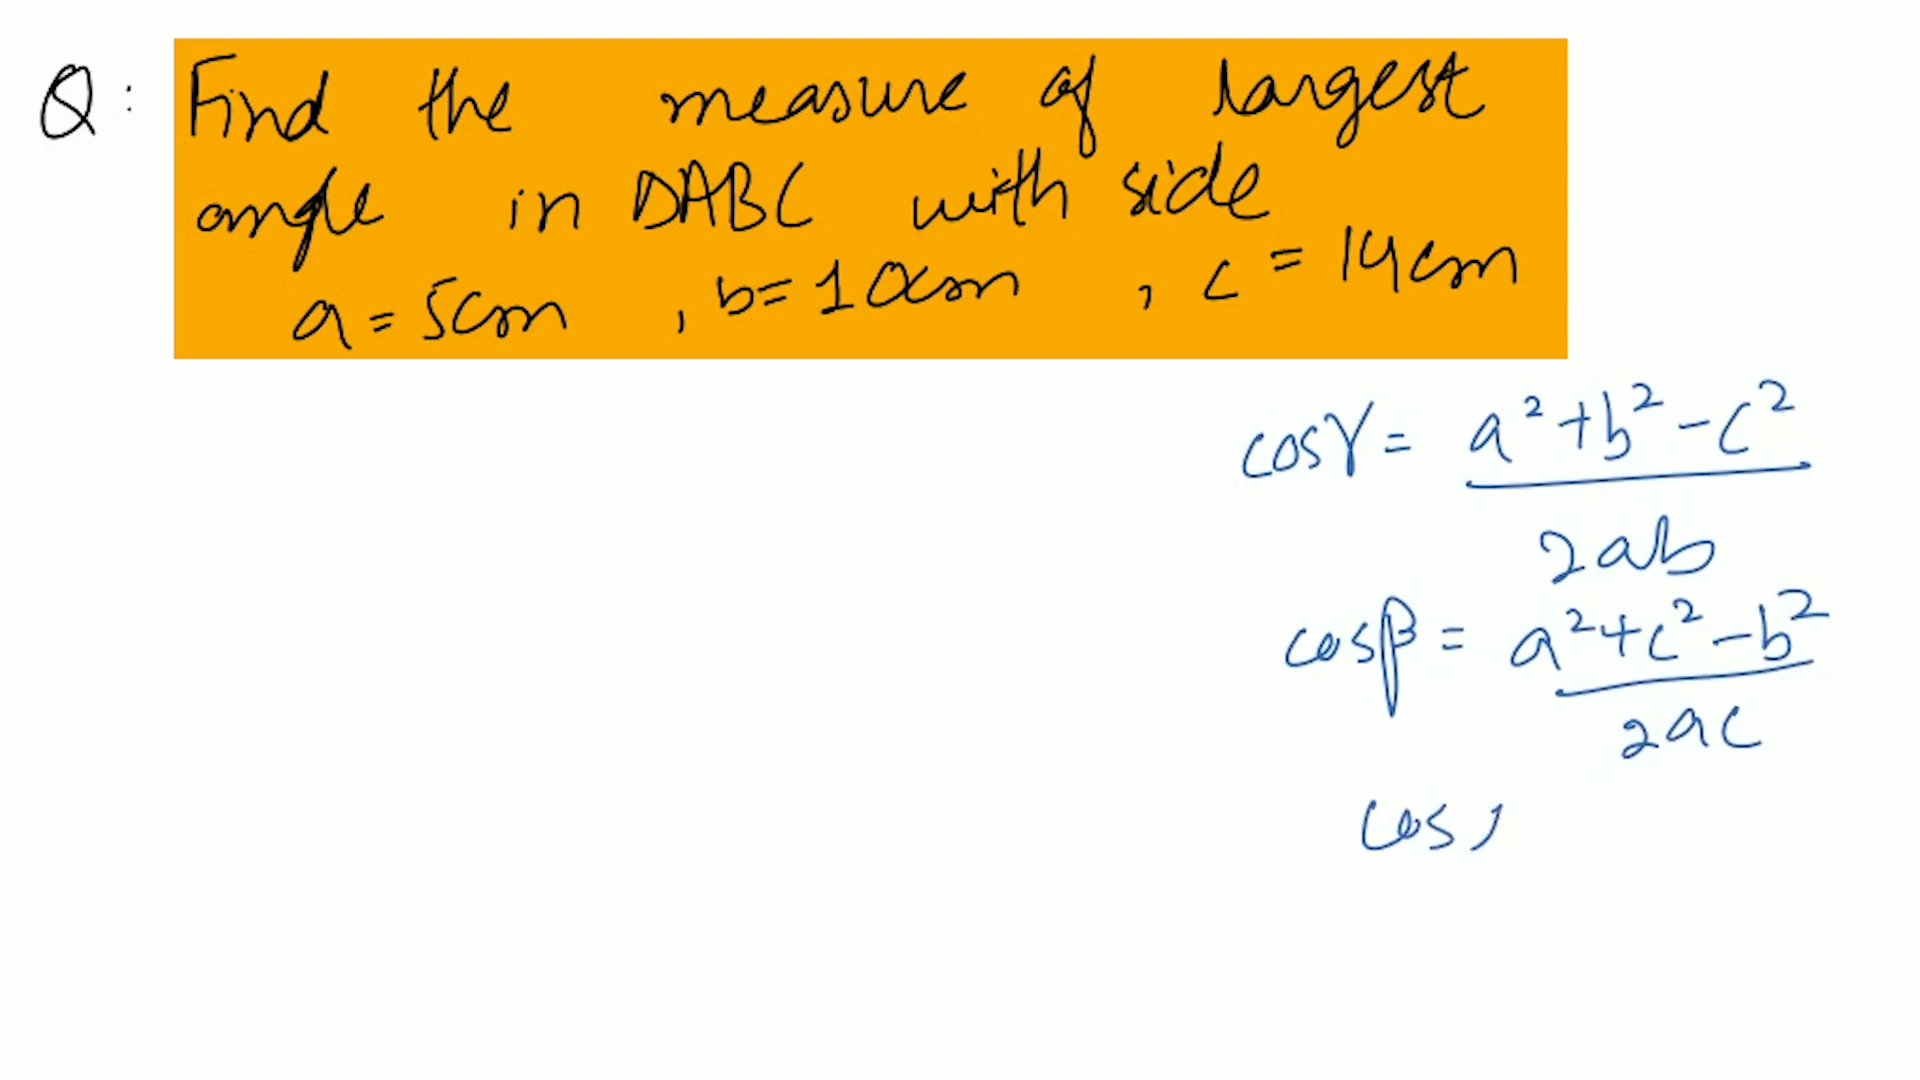 Q: Find the measure of largest
angle in DABC with side
a = 5cm , b = 10cm , c = 14cm
cosγ = a²+b²-c²
2ab
cosβ = a²+c²-b²
2ac
cos